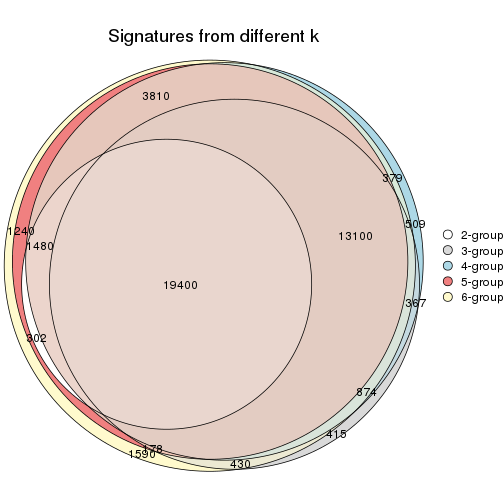 Signatures from different k
3810
379
1240
509
1480
13100
19400
367
302
874
415
178
1590
430
2-group
3-group
4-group
5-group
6-group